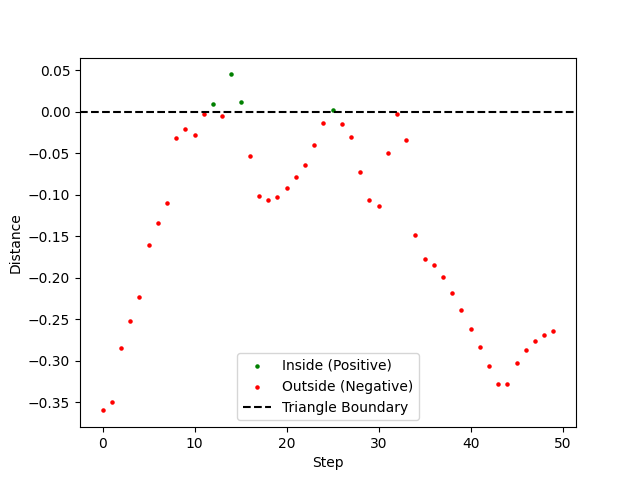 0.05
0.00
−0.05
−0.10
−0.15
−0.20
−0.25
−0.30
−0.35
Distance
Inside (Positive)
Outside (Negative)
Triangle Boundary
0 10 20 30 40 50
Step